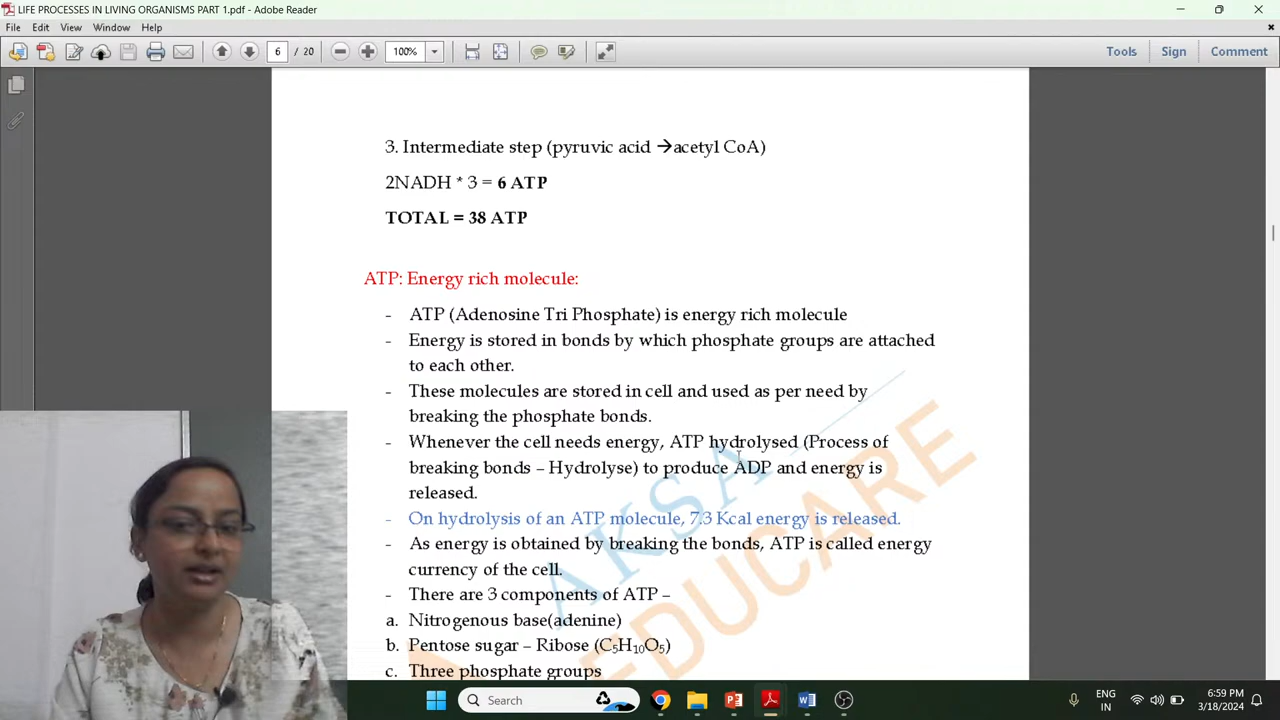 LIFE PROCESSES IN LIVING ORGANISMS PART 1.pdf - Adobe Reader
File Edit View Window Help
6 / 20 100% Tools Sign Comment
3. Intermediate step (pyruvic acid →acetyl CoA)
2NADH * 3 = 6 ATP
TOTAL = 38 ATP
ATP: Energy rich molecule:
- ATP (Adenosine Tri Phosphate) is energy rich molecule
- Energy is stored in bonds by which phosphate groups are attached
to each other.
- These molecules are stored in cell and used as per need by
breaking the phosphate bonds.
- Whenever the cell needs energy, ATP hydrolysed (Process of
breaking bonds – Hydrolyse) to produce ADP and energy is
released.
- On hydrolysis of an ATP molecule, 7.3 Kcal energy is released.
- As energy is obtained by breaking the bonds, ATP is called energy
currency of the cell.
- There are 3 components of ATP –
a. Nitrogenous base(adenine)
b. Pentose sugar – Ribose (C₅H₁₀O₅)
c. Three phosphate groups
AKSA
EDUCARE
Search
ENG
IN
6:59 PM
3/18/2024